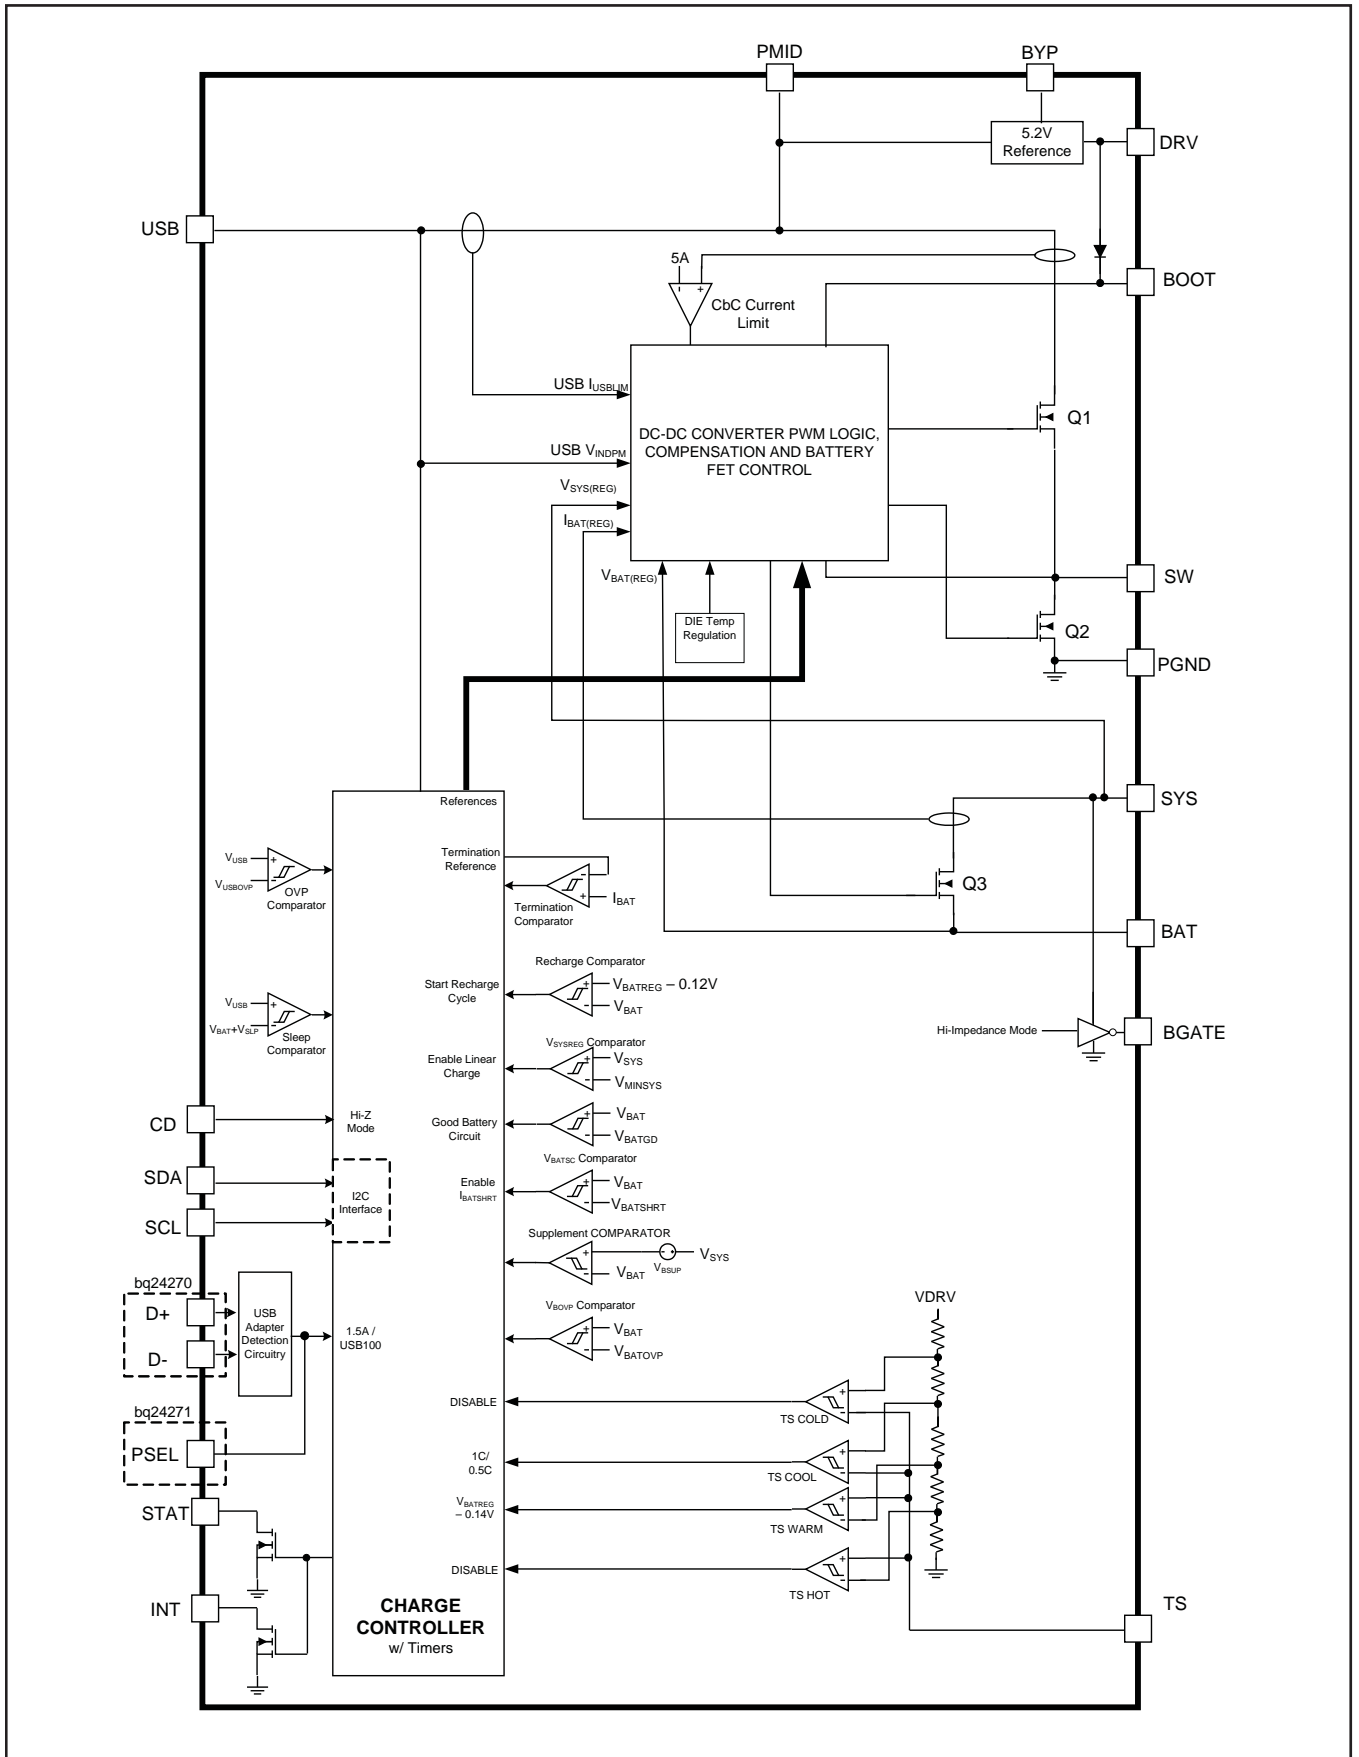 PMID
BYP
5.2V
Reference
DRV
USB
5A
-
+
CbC Current
Limit
BOOT
USB IUSBLIM
DC-DC CONVERTER PWM LOGIC,
COMPENSATION AND BATTERY
FET CONTROL
Q1
USB VINDPM
VSYS(REG)
IBAT(REG)
VBAT(REG)
DIE Temp
Regulation
SW
Q2
PGND
References
SYS
Termination
Reference
VUSB
VUSBOVP
+
-
OVP
Comparator
-
+
IBAT
Termination
Comparator
Q3
BAT
Recharge Comparator
Start Recharge
Cycle
+
-
VBATREG – 0.12V
VBAT
VUSB
VBAT+VSLP
+
-
Sleep
Comparator
Hi-Impedance Mode
BGATE
VSYSREG Comparator
Enable Linear
Charge
+
-
VSYS
VMINSYS
CD
Hi-Z
Mode
Good Battery
Circuit
+
-
VBAT
VBATGD
VBATSC Comparator
SDA
SCL
I2C
Interface
Enable
IBATSHRT
+
-
VBAT
VBATSHRT
Supplement COMPARATOR
+
-
VBAT
VBSUP
VSYS
bq24270
D+
D-
USB
Adapter
Detection
Circuitry
1.5A /
USB100
VBOVP Comparator
+
-
VBAT
VBATOVP
VDRV
DISABLE
+
-
TS COLD
bq24271
PSEL
1C/
0.5C
+
-
TS COOL
STAT
VBATREG
– 0.14V
+
-
TS WARM
DISABLE
+
-
TS HOT
INT
CHARGE
CONTROLLER
w/ Timers
TS